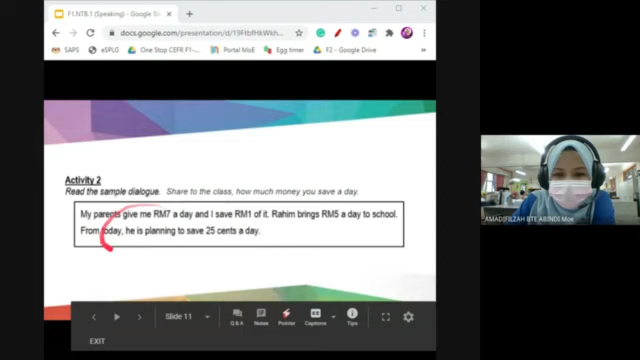 F1.NTB.1 (Speaking) - Google Sli
docs.google.com/presentation/d/19FtbfHkWkh...
SAPS
eSPLG
One Stop CEFR F1-...
Portal MoE
Egg timer
F2 - Google Drive
Activity 2
Read the sample dialogue. Share to the class, how much money you save a day.
My parents give me RM7 a day and I save RM1 of it. Rahim brings RM5 a day to school.
From today, he is planning to save 25 cents a day.
AMADIFILZAH BTE ABINDI Moe
Slide 11
Q & A
Notes
Pointer
Captions
Tips
EXIT